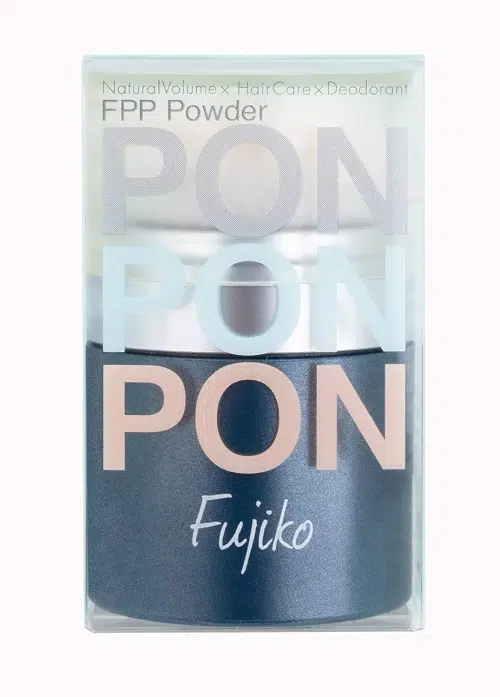 NaturalVolume x HairCare x Deodorant
FPP Powder
PON
PON
PON
Fujiko